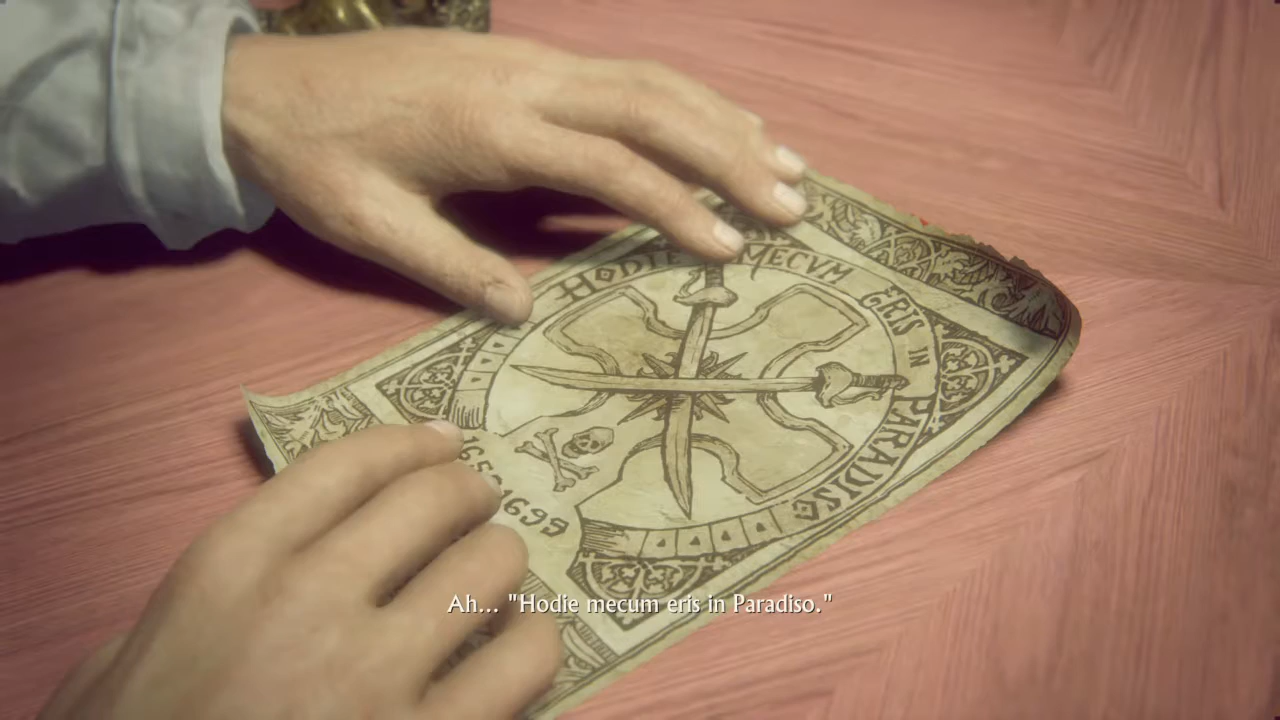 HODIE MECVM ERIS IN PARADISO
1699
Ah... "Hodie mecum eris in Paradiso."